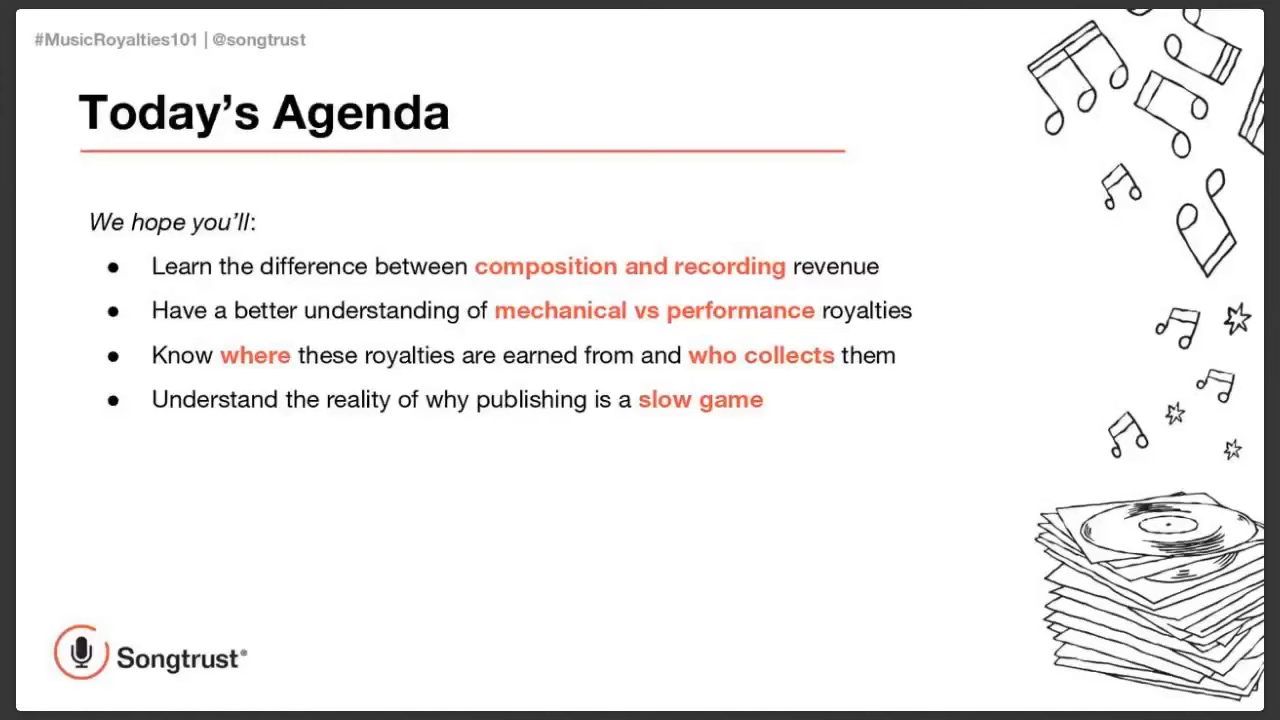 #MusicRoyalties101 | @songtrust
Today’s Agenda
We hope you’ll:
● Learn the difference between composition and recording revenue
● Have a better understanding of mechanical vs performance royalties
● Know where these royalties are earned from and who collects them
● Understand the reality of why publishing is a slow game
Songtrust®